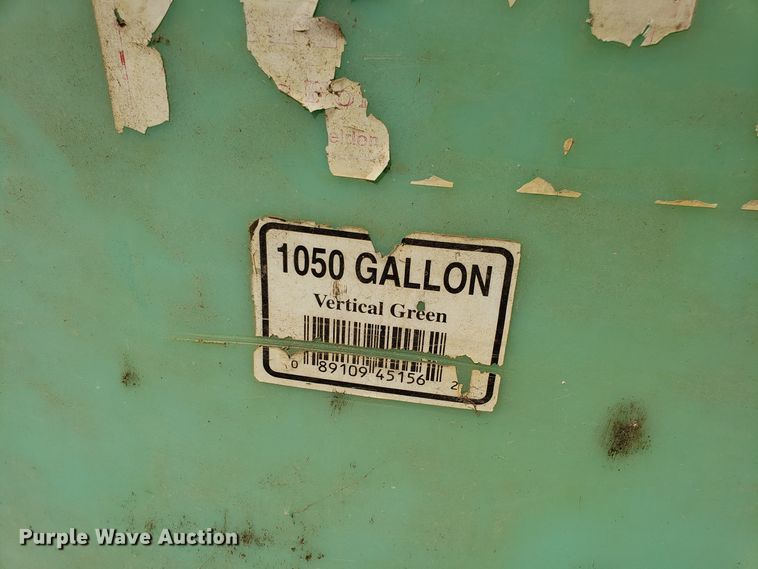 1050 GALLON
Vertical Green
0 89109 45156 2
Purple Wave Auction